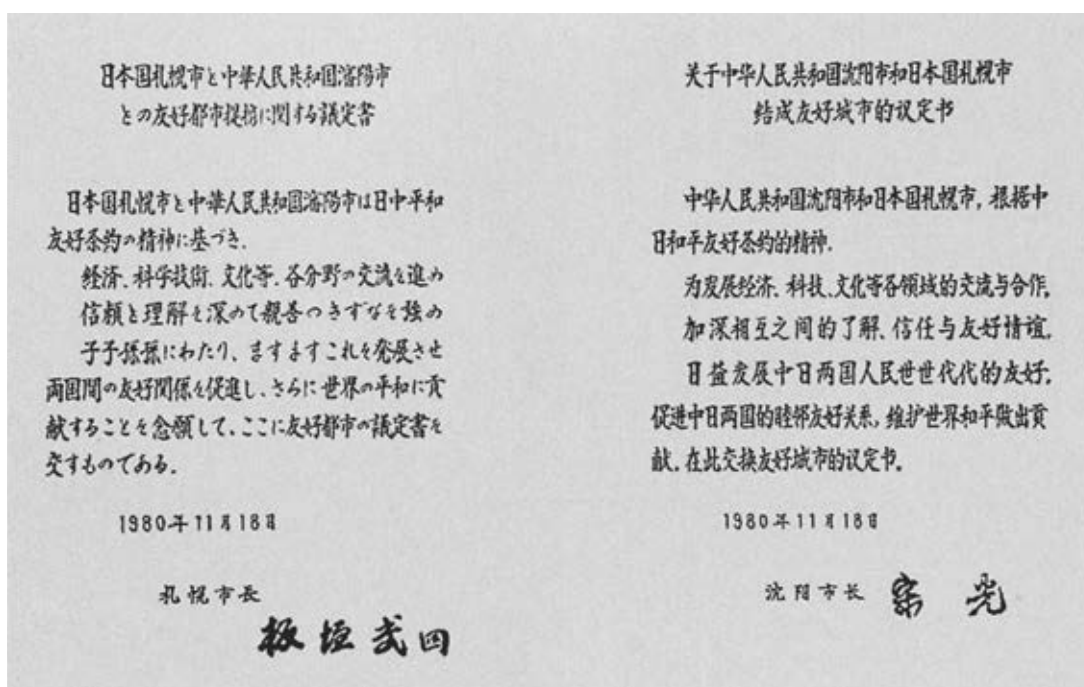 日本国札幌市と中華人民共和国瀋陽市
との友好都市提携に関する議定書
日本国札幌市と中華人民共和国瀋陽市は日中平和
友好条約の精神に基づき、
経済、科学技術、文化等、各分野の交流を進め
信頼と理解を深めて親善のきずなを強め
子子孫孫にわたり、ますますこれを発展させ
両国間の友好関係を促進し、さらに世界の平和に貢
献することを念願して、ここに友好都市の議定書を
交すものである。
1980年11月18日
札幌市長
板垣武四
关于中华人民共和国沈阳市和日本国札幌市
结成友好城市的议定书
中华人民共和国沈阳市和日本国札幌市，根据中
日和平友好条约的精神，
为发展经济、科技、文化等各领域的交流与合作，
加深相互之间的了解、信任与友好情谊，
日益发展中日两国人民世世代代的友好，
促进中日两国的睦邻友好关系，维护世界和平做出贡
献，在此交换友好城市的议定书。
1980年11月18日
沈阳市长 宗光